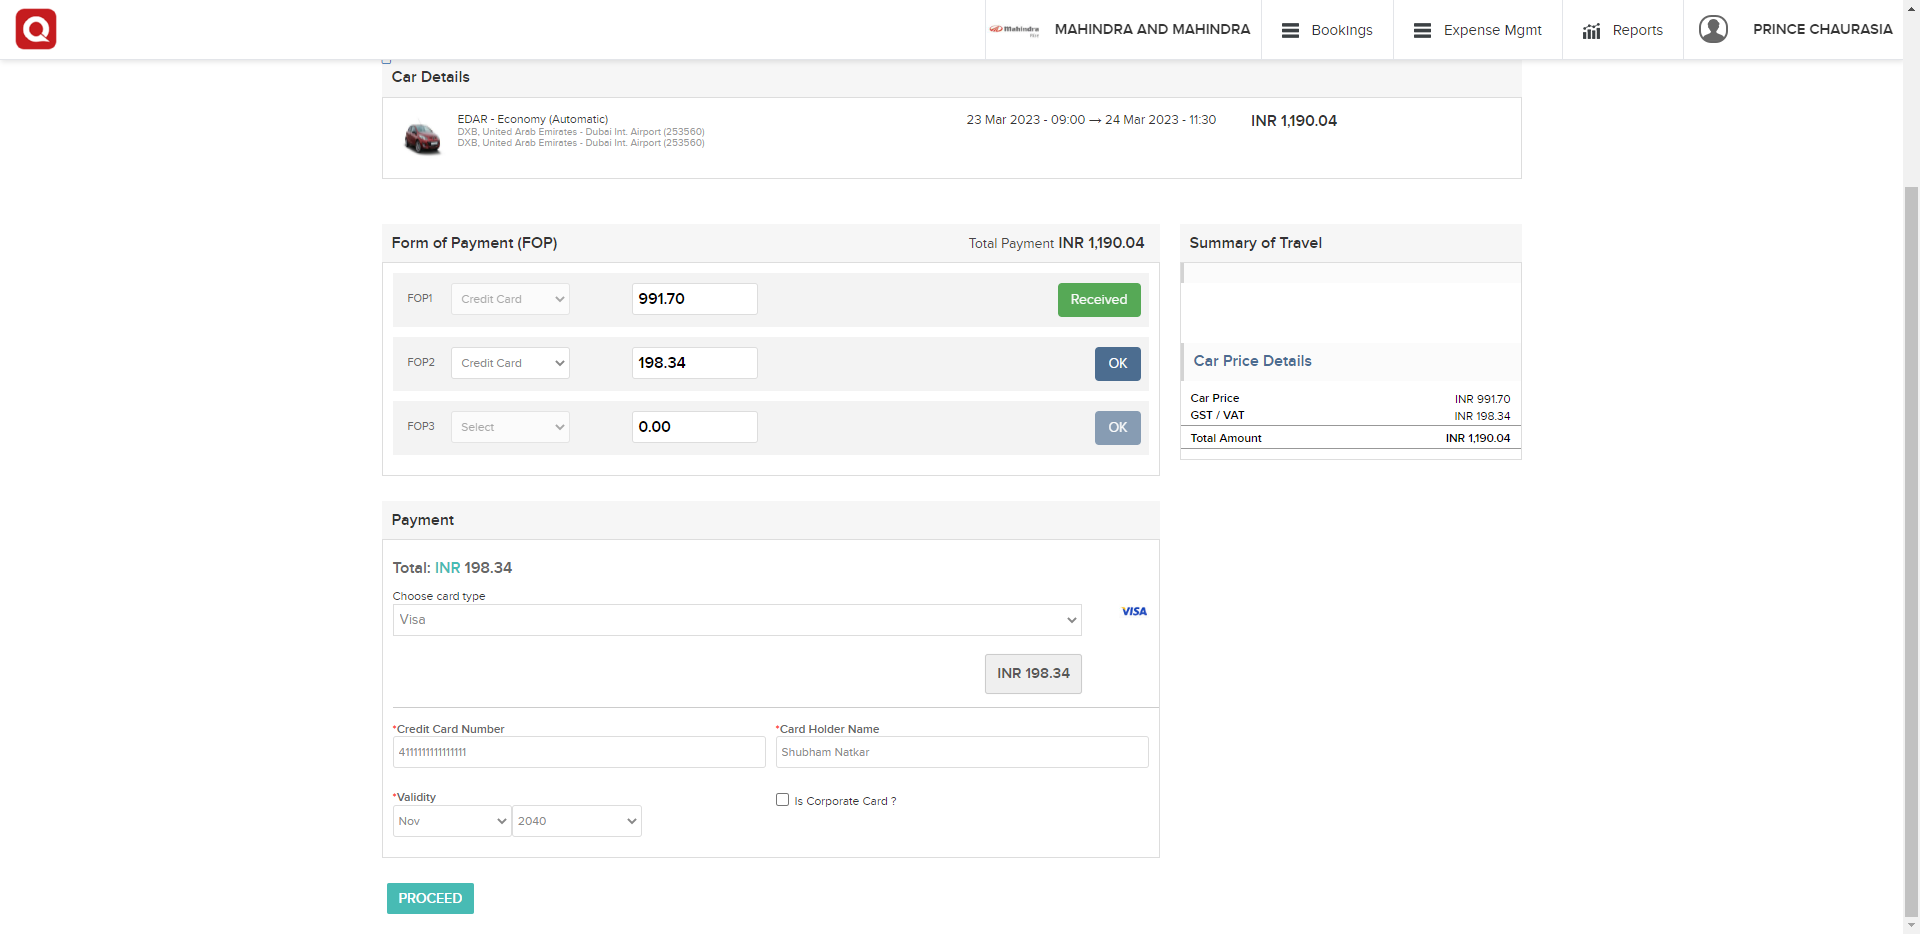 Q
Mahindra
MAHINDRA AND MAHINDRA
Bookings
Expense Mgmt
Reports
PRINCE CHAURASIA
Car Details
EDAR - Economy (Automatic)
23 Mar 2023 - 09:00 → 24 Mar 2023 - 11:30
INR 1,190.04
DXB, United Arab Emirates - Dubai Int. Airport (253560)
DXB, United Arab Emirates - Dubai Int. Airport (253560)
Form of Payment (FOP)
Total Payment INR 1,190.04
FOP1 Credit Card 991.70 Received
FOP2 Credit Card 198.34 OK
FOP3 Select 0.00 OK
Summary of Travel
Car Price Details
Car Price INR 991.70
GST / VAT INR 198.34
Total Amount INR 1,190.04
Payment
Total: INR 198.34
Choose card type
Visa
VISA
INR 198.34
*Credit Card Number
4111111111111111
*Card Holder Name
Shubham Natkar
*Validity
Nov 2040
Is Corporate Card ?
PROCEED